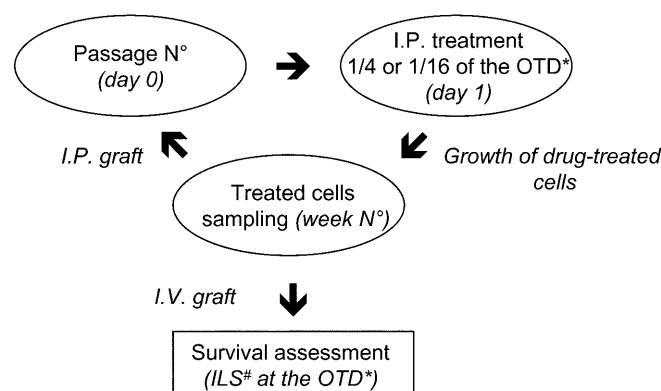 Passage N°
(day 0)
I.P. treatment
1/4 or 1/16 of the OTD*
(day 1)
I.P. graft
Growth of drug-treated
cells
Treated cells
sampling (week N°)
I.V. graft
Survival assessment
(ILS# at the OTD*)